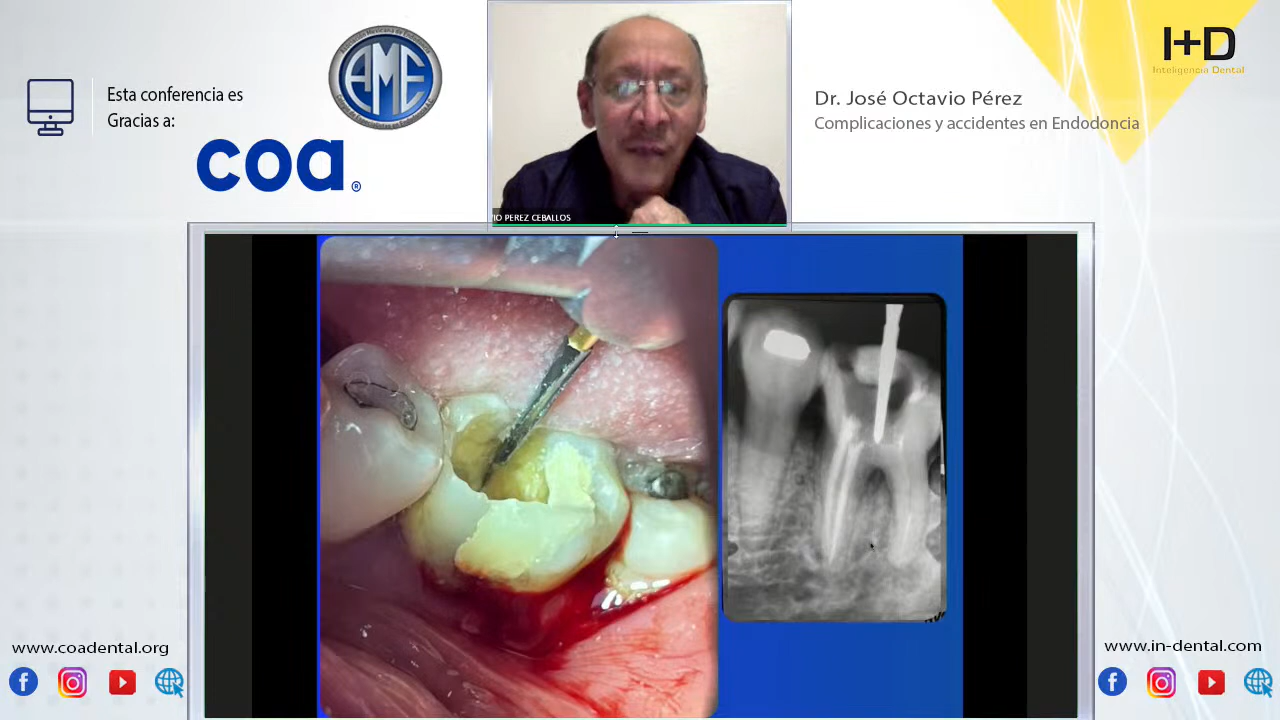 Esta conferencia es
Gracias a:
coa®
AME
IO PEREZ CEBALLOS
Dr. José Octavio Pérez
Complicaciones y accidentes en Endodoncia
I+D
Inteligencia Dental
www.coadental.org
www.in-dental.com